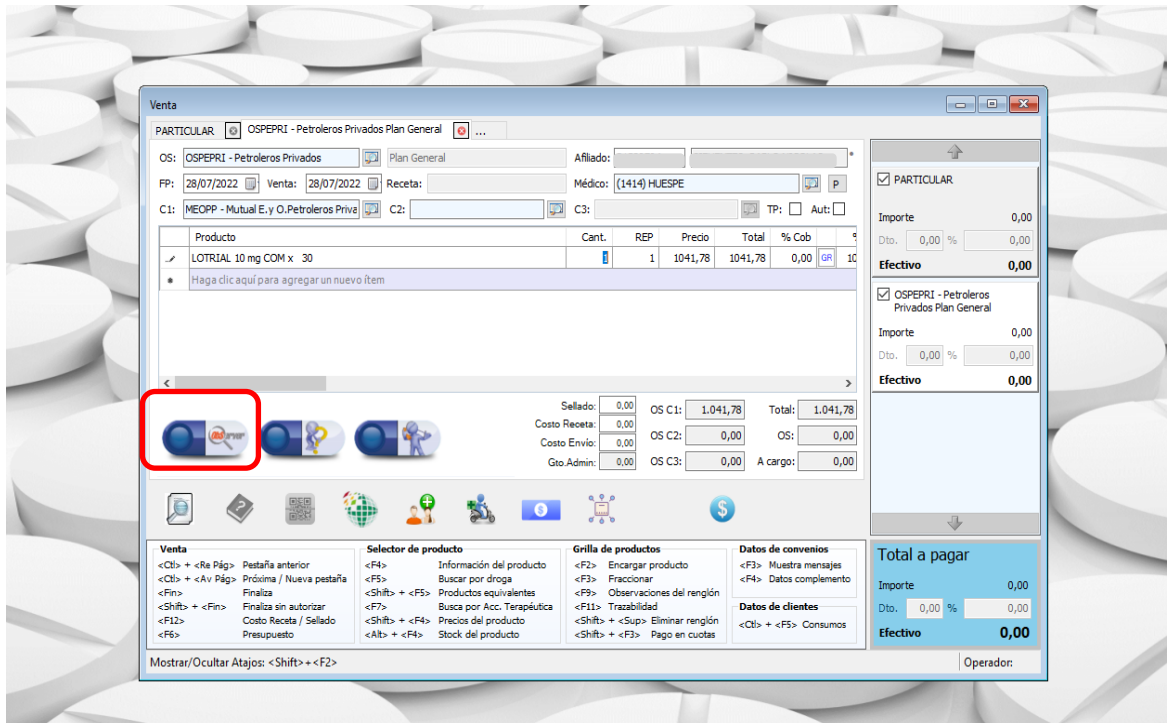 Venta
PARTICULAR OSPEPRI - Petroleros Privados Plan General ...
OS: OSPEPRI - Petroleros Privados Plan General Afiliado: *
FP: 28/07/2022 Venta: 28/07/2022 Receta: Médico: (1414) HUESPE P
C1: MEOPP - Mutual E.y O.Petroleros Priva C2: C3: TP: Aut:
Producto Cant. REP Precio Total % Cob
LOTRIAL 10 mg COM x 30 1 1 1041,78 1041,78 0,00 GR 10
* Haga clic aquí para agregar un nuevo ítem
Sellado: 0,00 OS C1: 1.041,78 Total: 1.041,78
Costo Receta: 0,00
Costo Envío: 0,00 OS C2: 0,00 OS: 0,00
Gto.Admin: 0,00 OS C3: 0,00 A cargo: 0,00
PARTICULAR
Importe 0,00
Dto. 0,00 % 0,00
Efectivo 0,00
OSPEPRI - Petroleros
Privados Plan General
Importe 0,00
Dto. 0,00 % 0,00
Efectivo 0,00
Venta
<Ctl> + <Re Pág> Pestaña anterior
<Ctl> + <Av Pág> Próxima / Nueva pestaña
<Fin> Finaliza
<Shift> + <Fin> Finaliza sin autorizar
<F12> Costo Receta / Sellado
<F6> Presupuesto
Selector de producto
<F4> Información del producto
<F5> Buscar por droga
<Shift> + <F5> Productos equivalentes
<F7> Busca por Acc. Terapéutica
<Shift> + <F4> Precios del producto
<Alt> + <F4> Stock del producto
Grilla de productos
<F2> Encargar producto
<F3> Fraccionar
<F9> Observaciones del renglón
<F11> Trazabilidad
<Shift> + <Sup> Eliminar renglón
<Shift> + <F3> Pago en cuotas
Datos de convenios
<F3> Muestra mensajes
<F4> Datos complemento
Datos de clientes
<Ctl> + <F5> Consumos
Total a pagar
Importe 0,00
Dto. 0,00 % 0,00
Efectivo 0,00
Mostrar/Ocultar Atajos: <Shift>+<F2> Operador: